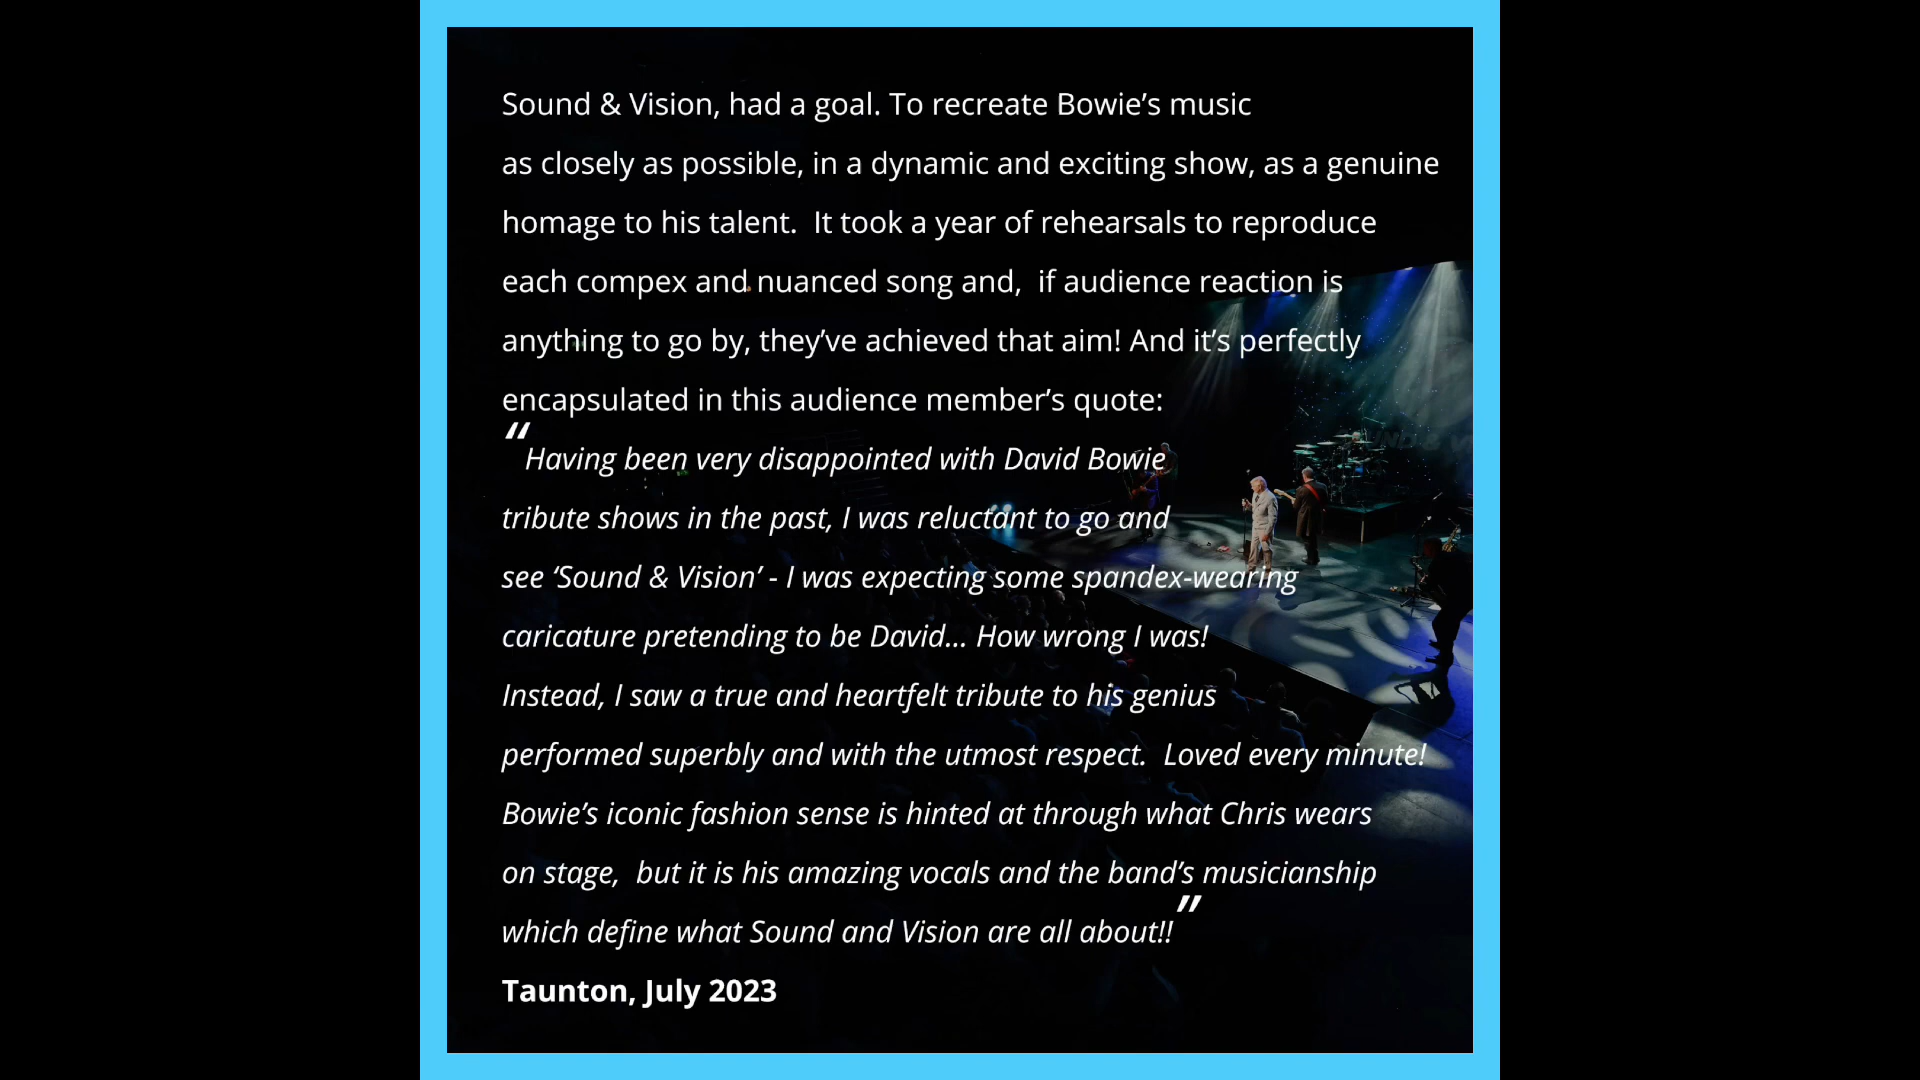 Sound & Vision, had a goal. To recreate Bowie’s music
as closely as possible, in a dynamic and exciting show, as a genuine
homage to his talent.  It took a year of rehearsals to reproduce
each compex and nuanced song and,  if audience reaction is
anything to go by, they’ve achieved that aim! And it’s perfectly
encapsulated in this audience member’s quote:
“Having been very disappointed with David Bowie
tribute shows in the past, I was reluctant to go and
see ‘Sound & Vision’ - I was expecting some spandex-wearing
caricature pretending to be David... How wrong I was!
Instead, I saw a true and heartfelt tribute to his genius
performed superbly and with the utmost respect.  Loved every minute!
Bowie’s iconic fashion sense is hinted at through what Chris wears
on stage,  but it is his amazing vocals and the band’s musicianship
which define what Sound and Vision are all about!!”
Taunton, July 2023